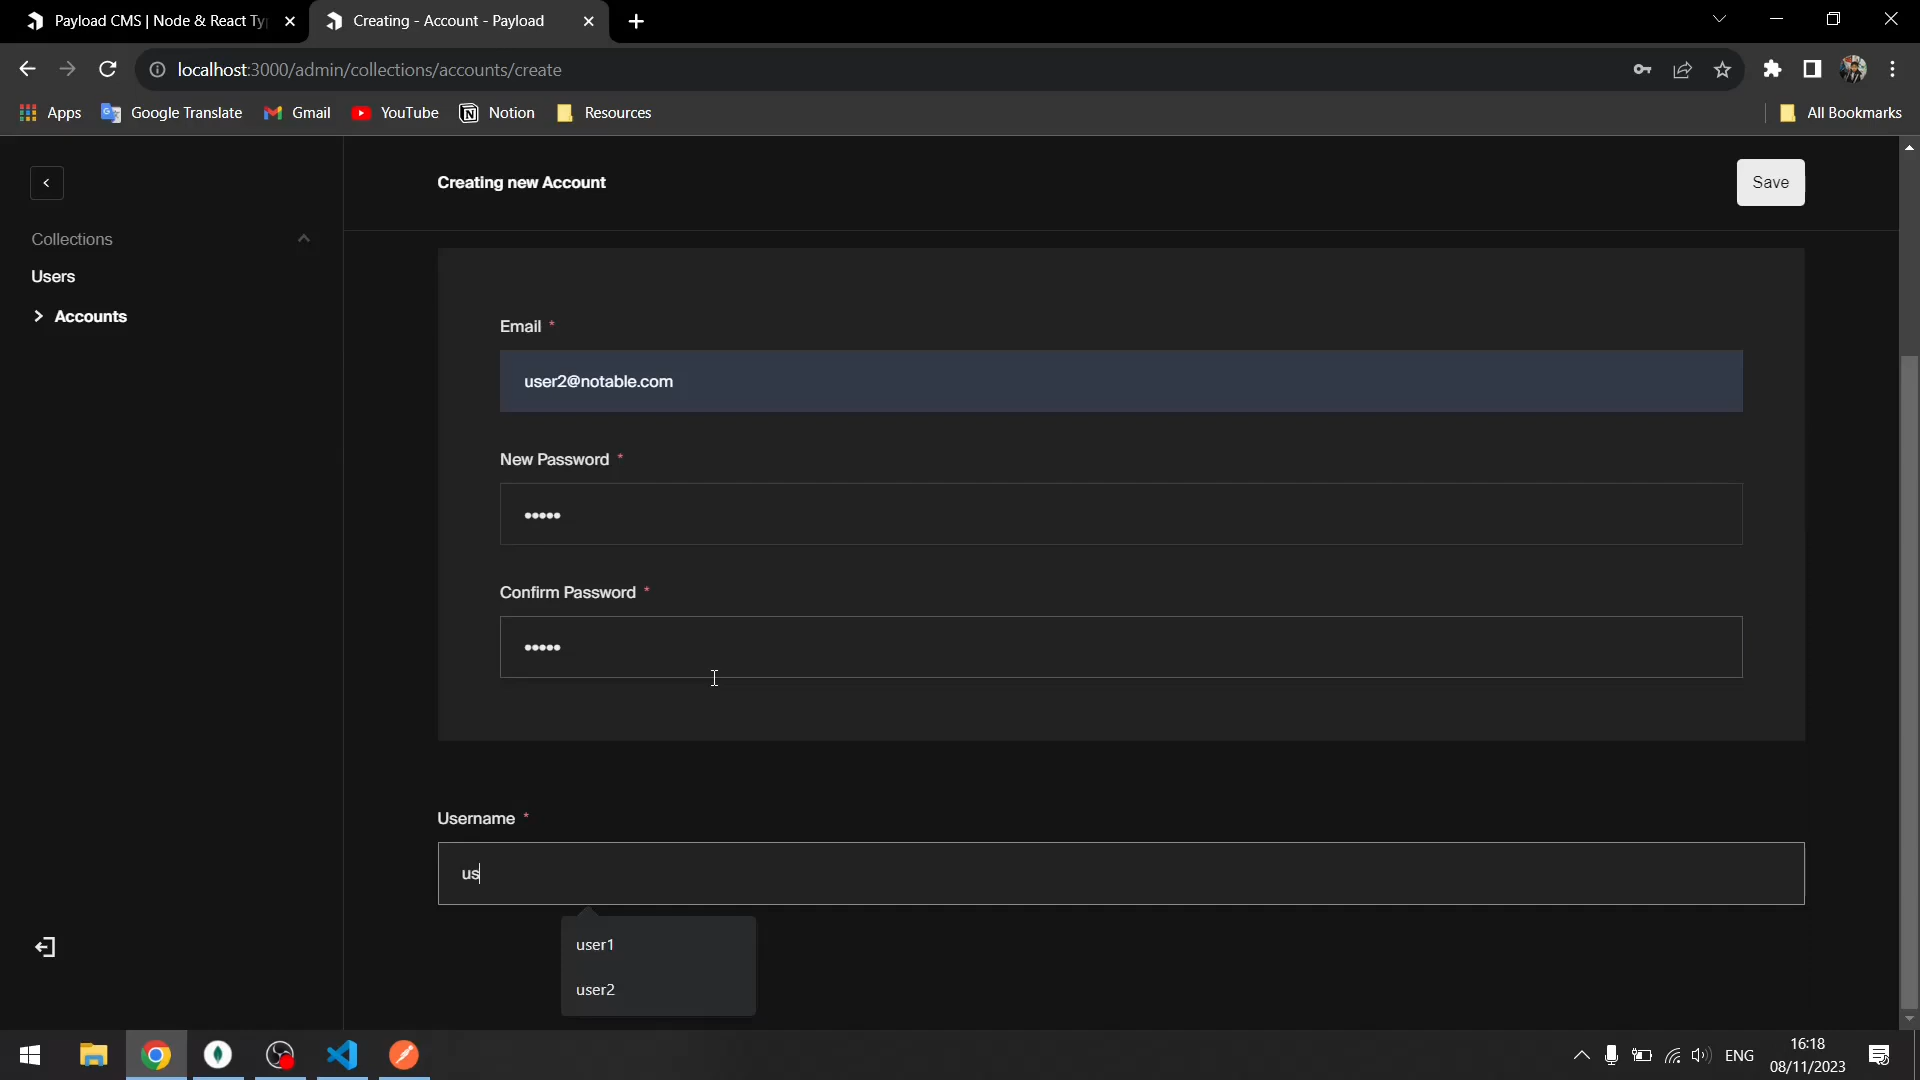 Payload CMS | Node & React Ty
Creating - Account - Payload
localhost:3000/admin/collections/accounts/create
Apps
Google Translate
Gmail
YouTube
Notion
Resources
All Bookmarks
Creating new Account
Save
Collections
Users
Accounts
Email *
user2@notable.com
New Password *
•••••
Confirm Password *
•••••
Username *
us
user1
user2
ENG
16:18
08/11/2023